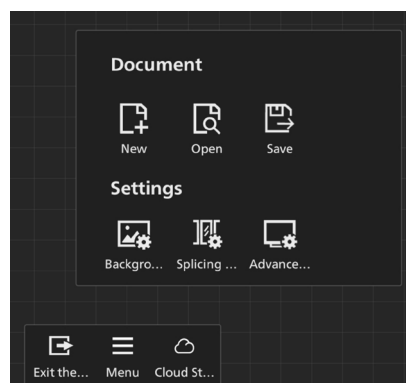 Document
New Open Save
Settings
Backgro... Splicing ... Advance...
Exit the... Menu Cloud St...